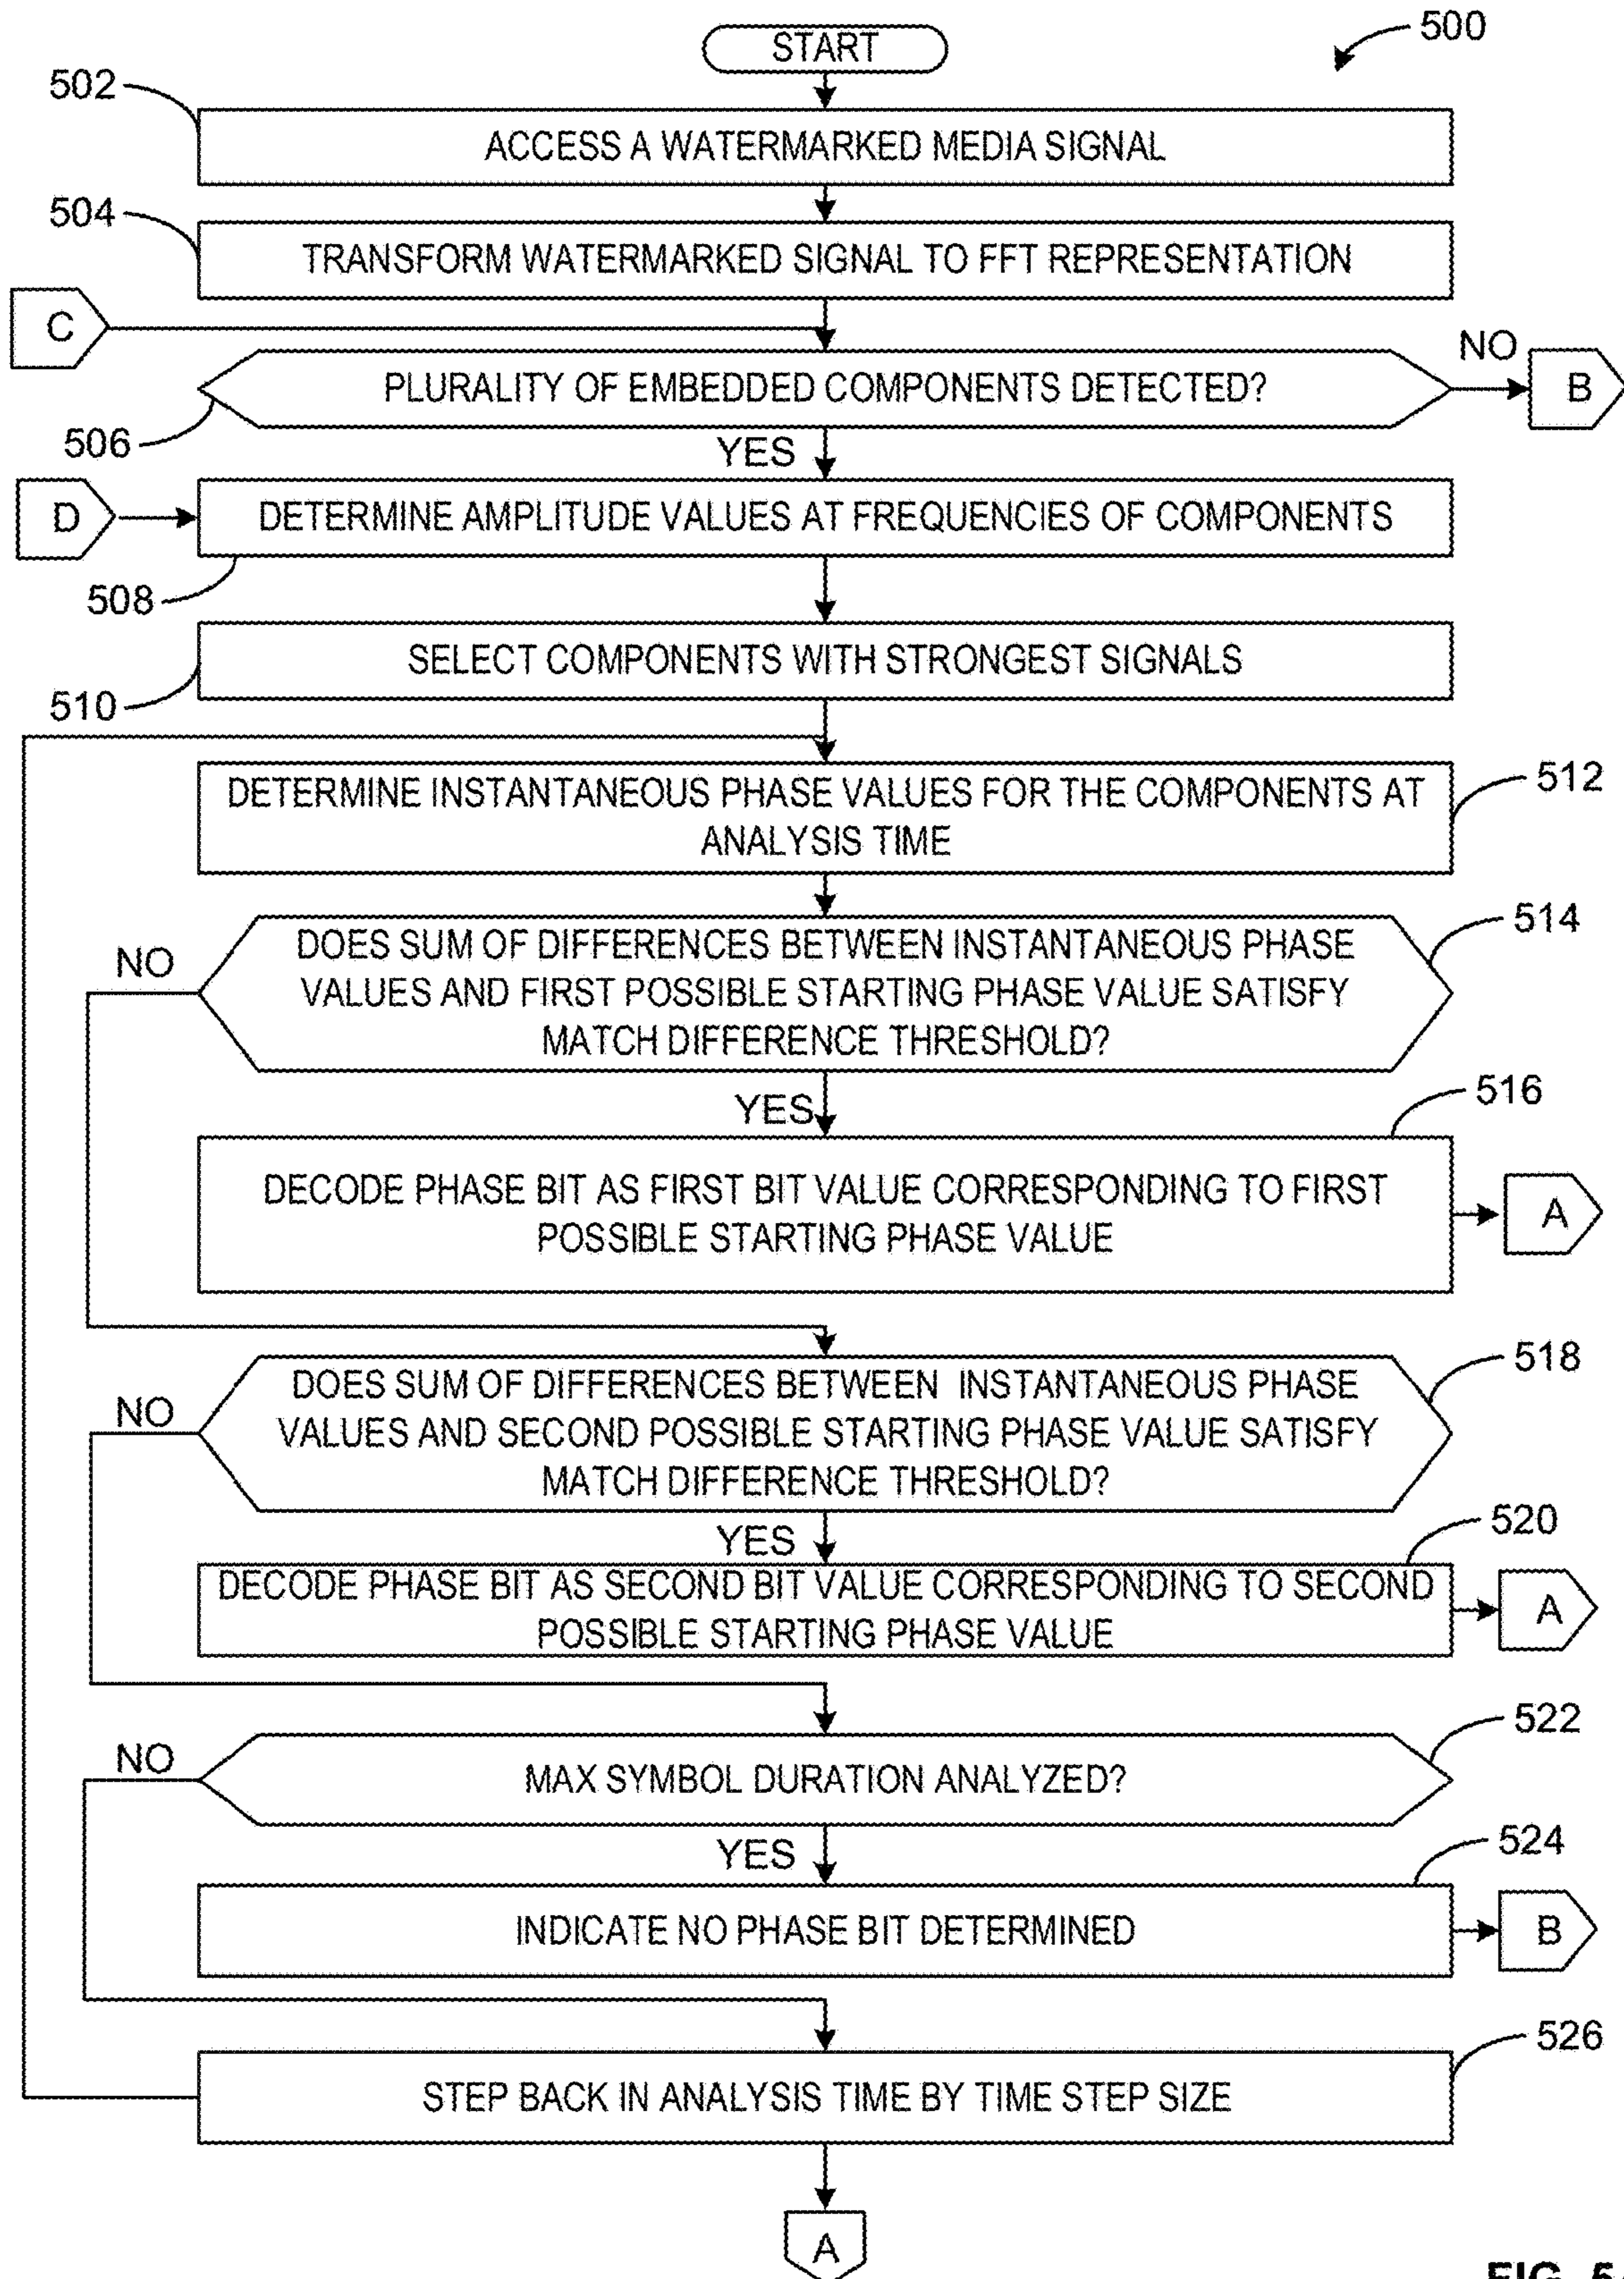 START
500
502
ACCESS A WATERMARKED MEDIA SIGNAL
504
TRANSFORM WATERMARKED SIGNAL TO FFT REPRESENTATION
C
PLURALITY OF EMBEDDED COMPONENTS DETECTED?
NO
B
506
YES
D
DETERMINE AMPLITUDE VALUES AT FREQUENCIES OF COMPONENTS
508
SELECT COMPONENTS WITH STRONGEST SIGNALS
510
DETERMINE INSTANTANEOUS PHASE VALUES FOR THE COMPONENTS AT
ANALYSIS TIME
512
NO
DOES SUM OF DIFFERENCES BETWEEN INSTANTANEOUS PHASE
VALUES AND FIRST POSSIBLE STARTING PHASE VALUE SATISFY
MATCH DIFFERENCE THRESHOLD?
514
YES
516
DECODE PHASE BIT AS FIRST BIT VALUE CORRESPONDING TO FIRST
POSSIBLE STARTING PHASE VALUE
A
NO
DOES SUM OF DIFFERENCES BETWEEN INSTANTANEOUS PHASE
VALUES AND SECOND POSSIBLE STARTING PHASE VALUE SATISFY
MATCH DIFFERENCE THRESHOLD?
518
YES
520
DECODE PHASE BIT AS SECOND BIT VALUE CORRESPONDING TO SECOND
POSSIBLE STARTING PHASE VALUE
A
NO
MAX SYMBOL DURATION ANALYZED?
522
YES
524
INDICATE NO PHASE BIT DETERMINED
B
526
STEP BACK IN ANALYSIS TIME BY TIME STEP SIZE
A
FIG. 5